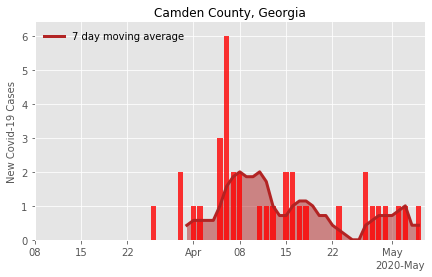 Camden County, Georgia
7 day moving average
New Covid-19 Cases
6
5
4
3
2
1
0
08
15
22
Apr
08
15
22
May
2020-May